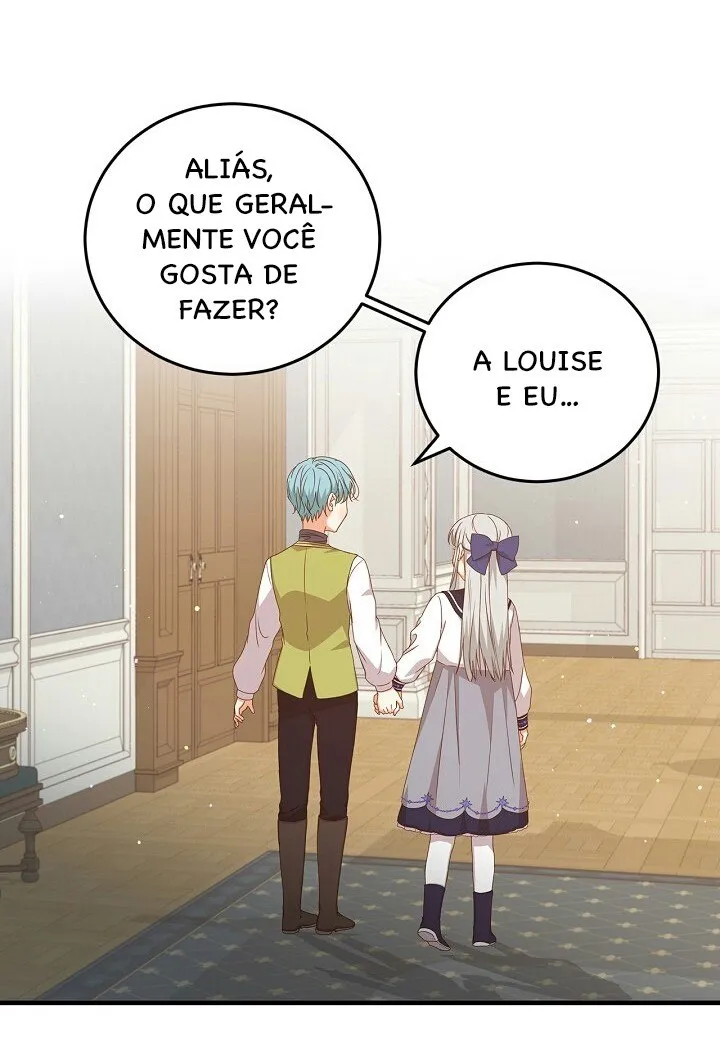 ALIÁS,
O QUE GERAL-
MENTE VOCÊ
GOSTA DE
FAZER?
A LOUISE
E EU...